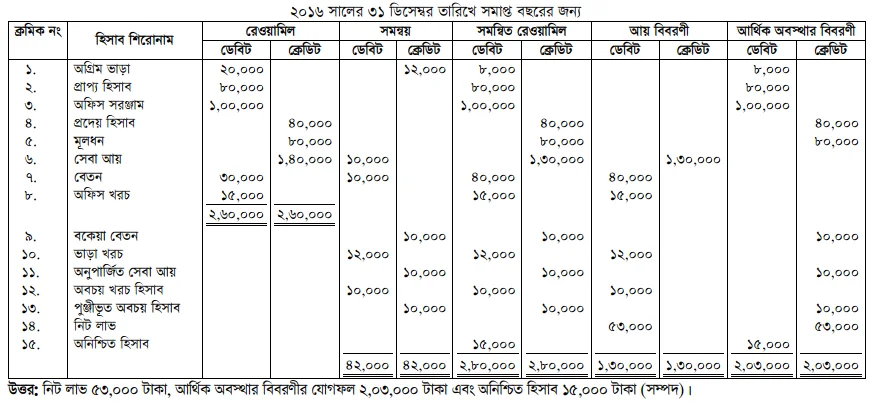 ২০১৬ সালের ৩১ ডিসেম্বর তারিখে সমাপ্ত বছরের জন্য
ক্রমিক নং হিসাব শিরোনাম রেওয়ামিল সমন্বয় সমন্বিত রেওয়ামিল আয় বিবরণী আর্থিক অবস্থার বিবরণী
ডেবিট ক্রেডিট ডেবিট ক্রেডিট ডেবিট ক্রেডিট ডেবিট ক্রেডিট ডেবিট ক্রেডিট
১. অগ্রিম ভাড়া ২০,০০০ ১২,০০০ ৮,০০০ ৮,০০০
২. প্রাপ্য হিসাব ৮০,০০০ ৮০,০০০ ৮০,০০০
৩. অফিস সরঞ্জাম ১,০০,০০০ ১,০০,০০০ ১,০০,০০০
৪. প্রদেয় হিসাব ৪০,০০০ ৪০,০০০ ৪০,০০০
৫. মূলধন ৮০,০০০ ৮০,০০০ ৮০,০০০
৬. সেবা আয় ১,৪০,০০০ ১০,০০০ ১,৩০,০০০ ১,৩০,০০০
৭. বেতন ৩০,০০০ ১০,০০০ ৪০,০০০ ৪০,০০০
৮. অফিস খরচ ১৫,০০০ ১৫,০০০ ১৫,০০০
২,৬০,০০০ ২,৬০,০০০
৯. বকেয়া বেতন ১০,০০০ ১০,০০০ ১০,০০০
১০. ভাড়া খরচ ১২,০০০ ১২,০০০ ১২,০০০
১১. অনুপার্জিত সেবা আয় ১০,০০০ ১০,০০০ ১০,০০০
১২. অবচয় খরচ হিসাব ১০,০০০ ১০,০০০ ১০,০০০
১৩. পুঞ্জীভূত অবচয় হিসাব ১০,০০০ ১০,০০০ ১০,০০০
১৪. নিট লাভ ৫৩,০০০ ৫৩,০০০
১৫. অনিশ্চিত হিসাব ১৫,০০০ ১৫,০০০
৪২,০০০ ৪২,০০০ ২,৮০,০০০ ২,৮০,০০০ ১,৩০,০০০ ১,৩০,০০০ ২,০৩,০০০ ২,০৩,০০০
উত্তর: নিট লাভ ৫৩,০০০ টাকা, আর্থিক অবস্থার বিবরণীর যোগফল ২,০৩,০০০ টাকা এবং অনিশ্চিত হিসাব ১৫,০০০ টাকা (সম্পদ)।